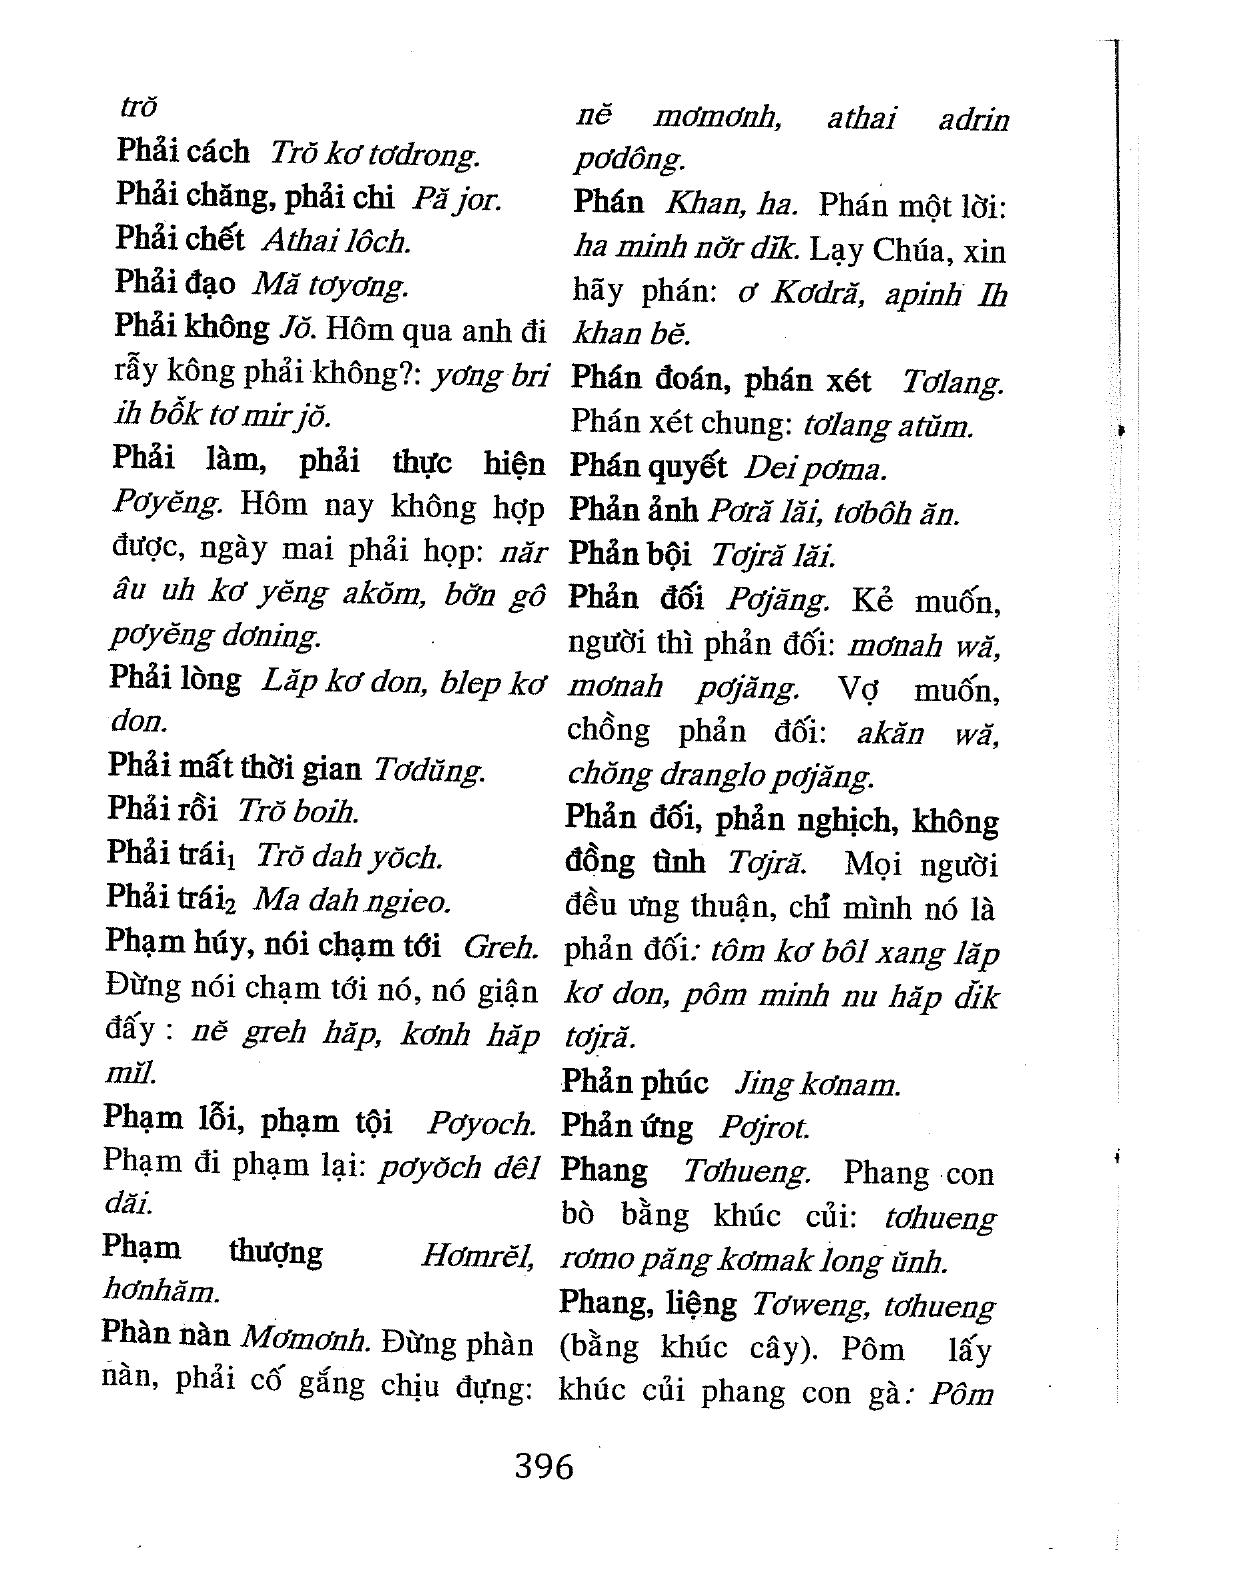 trŏ
Phải cách Trŏ kơ tơdrong.
Phải chăng, phải chi Pă jor.
Phải chết Athai lôch.
Phải đạo Mă tơyơng.
Phải không Jŏ. Hôm qua anh đi
rẫy kông phải không?: yơng bri
ih bŏ̂k tơ mir jŏ.
Phải làm, phải thực hiện
Pơyĕng. Hôm nay không hợp
được, ngày mai phải họp: năr
âu uh kơ yĕng akŏm, bơ̆n gô
pơyĕng dơning.
Phải lòng Lăp kơ don, blep kơ
don.
Phải mất thời gian Tơdŭng.
Phải rồi Trŏ boih.
Phải trái₁ Trŏ dah yŏch.
Phải trái₂ Ma dah ngieo.
Phạm húy, nói chạm tới Greh.
Đừng nói chạm tới nó, nó giận
đấy : nĕ greh hăp, kơnh hăp
mĭl.
Phạm lỗi, phạm tội Pơyoch.
Phạm đi phạm lại: pơyŏch dêl
dăi.
Phạm thượng Hơmrĕl,
hơnhăm.
Phàn nàn Mơmơnh. Đừng phàn
nàn, phải cố gắng chịu đựng:
nĕ mơmơnh, athai adrin
pơdông.
Phán Khan, ha. Phán một lời:
ha minh nơ̆r dĭk. Lạy Chúa, xin
hãy phán: ơ Kơdră, apinh Ih
khan bĕ.
Phán đoán, phán xét Tơlang.
Phán xét chung: tơlang atŭm.
Phán quyết Dei pơma.
Phản ảnh Pơră lăi, tơbôh ăn.
Phản bội Tơjră lăi.
Phản đối Pơjăng. Kẻ muốn,
người thì phản đối: mơnah wă,
mơnah pơjăng. Vợ muốn,
chồng phản đối: akăn wă,
chŏng dranglo pơjăng.
Phản đối, phản nghịch, không
đồng tình Tơjră. Mọi người
đều ưng thuận, chỉ mình nó là
phản đối: tôm kơ bôl xang lăp
kơ don, pôm minh nu hăp dĭk
tơjră.
Phản phúc Jing kơnam.
Phản ứng Pơjrot.
Phang Tơhueng. Phang con
bò bằng khúc củi: tơhueng
rơmo păng kơmak long ŭnh.
Phang, liệng Tơweng, tơhueng
(bằng khúc cây). Pôm lấy
khúc củi phang con gà: Pôm
396